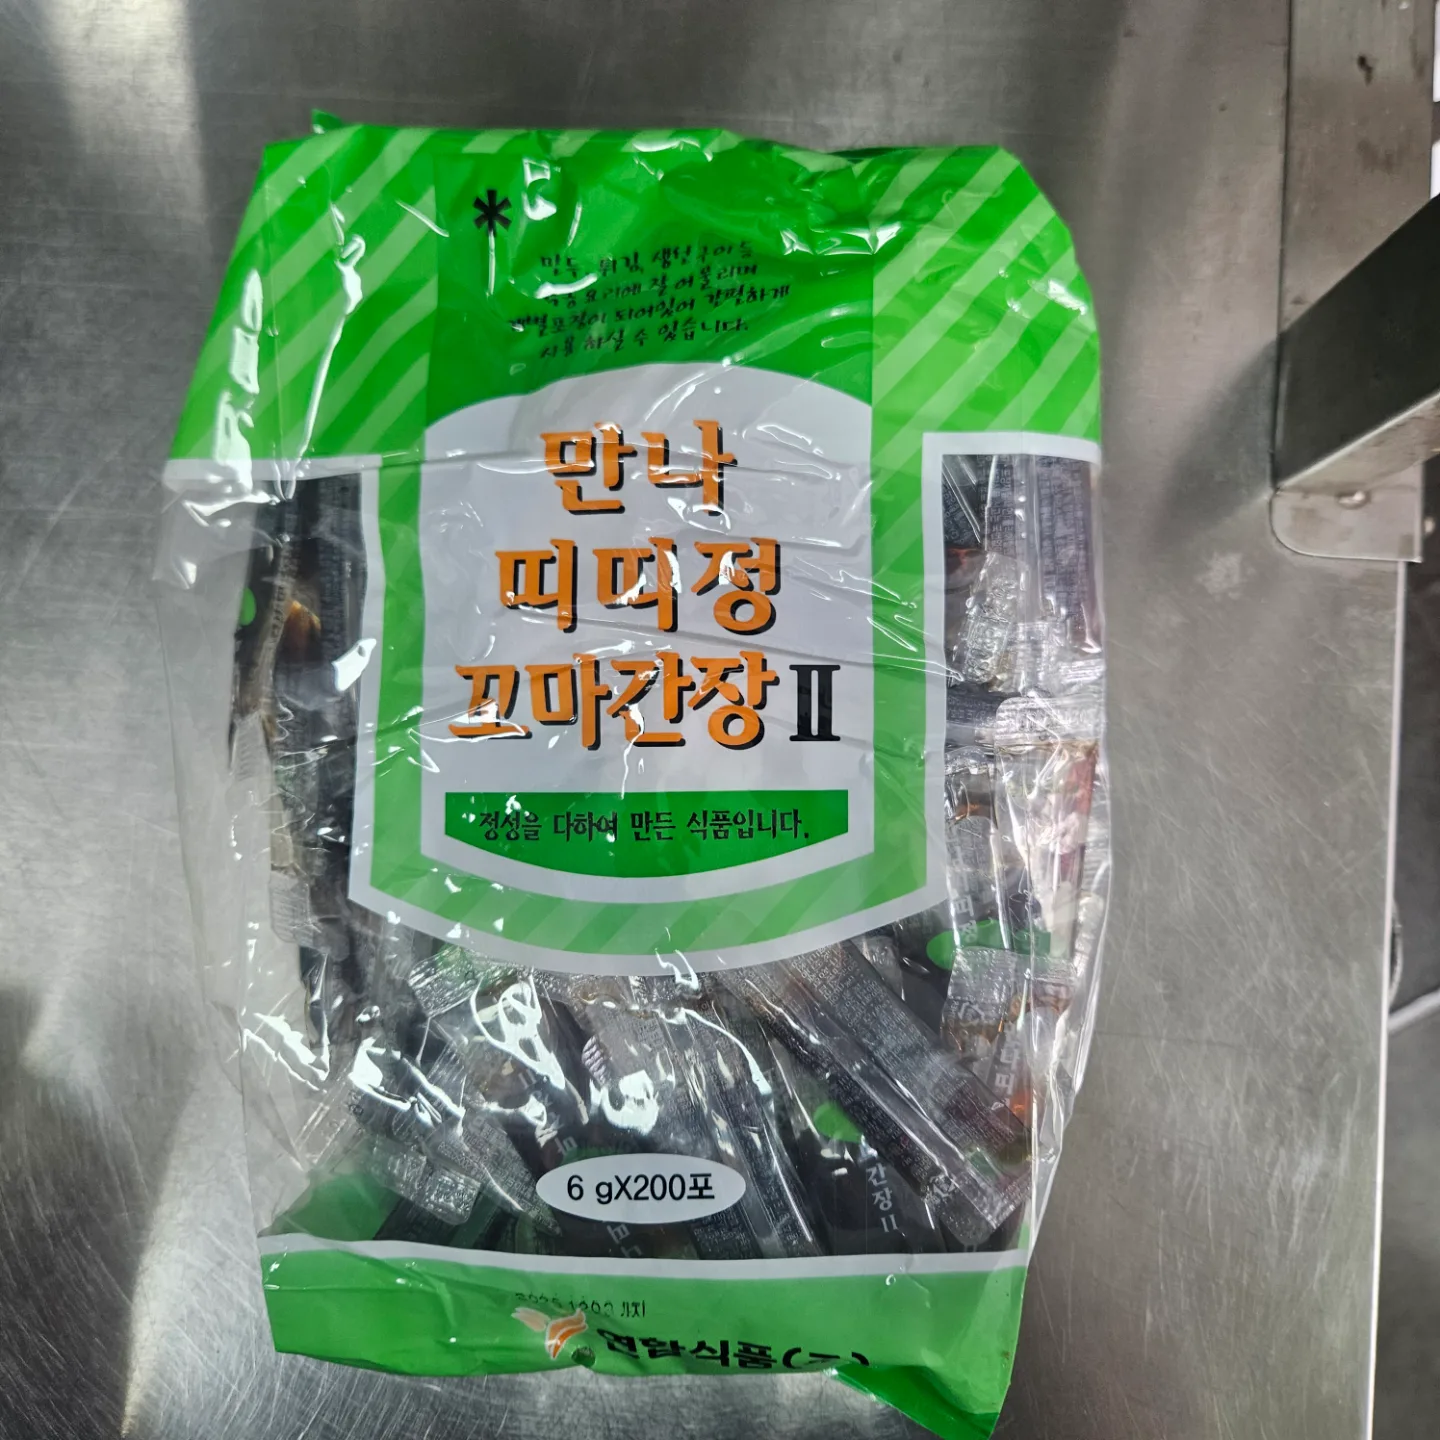 *
만두, 튀김, 생선구이 등
각종요리에 잘 어울리며
개별포장이 되어있어 간편하게
사용 하실 수 있습니다.
만나
띠띠정
꼬마간장 II
정성을 다하여 만든 식품입니다.
간장 II
6 gX200포
까지
연합식품(주)